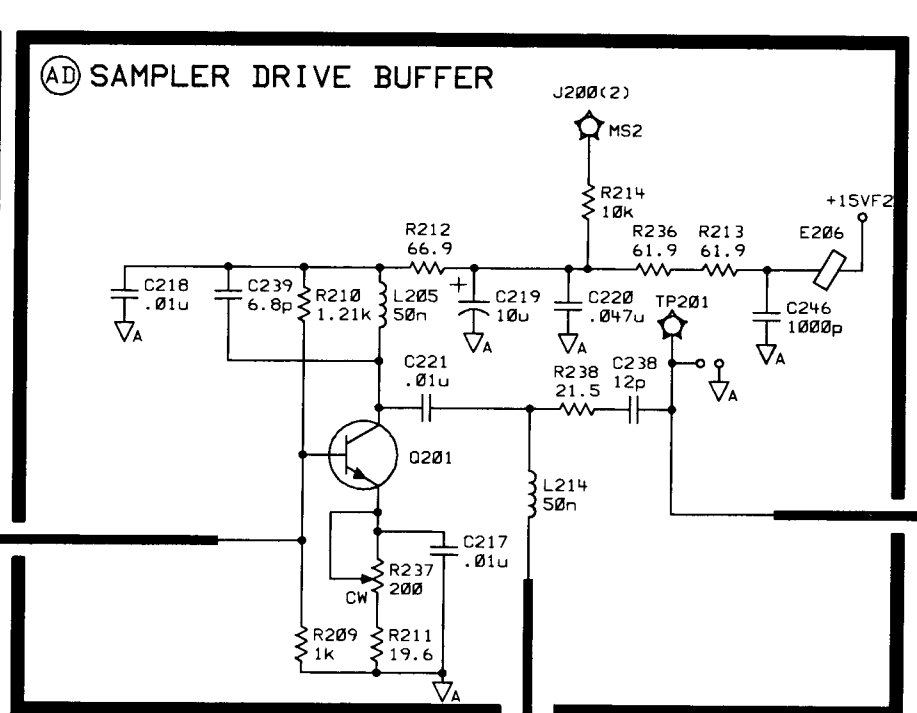 AD SAMPLER DRIVE BUFFER
J200(2)
MS2
R214
10k
+15VF2
R212
66.9
R236
61.9
R213
61.9
E206
C218
.01u
C239
6.8p
R210
1.21k
L205
50n
+
C219
10u
C220
.047u
TP201
C246
1000p
A
A
A
A
C221
.01u
R238
21.5
C238
12p
A
Q201
L214
50n
C217
.01u
R237
200
CW
R209
1k
R211
19.6
A